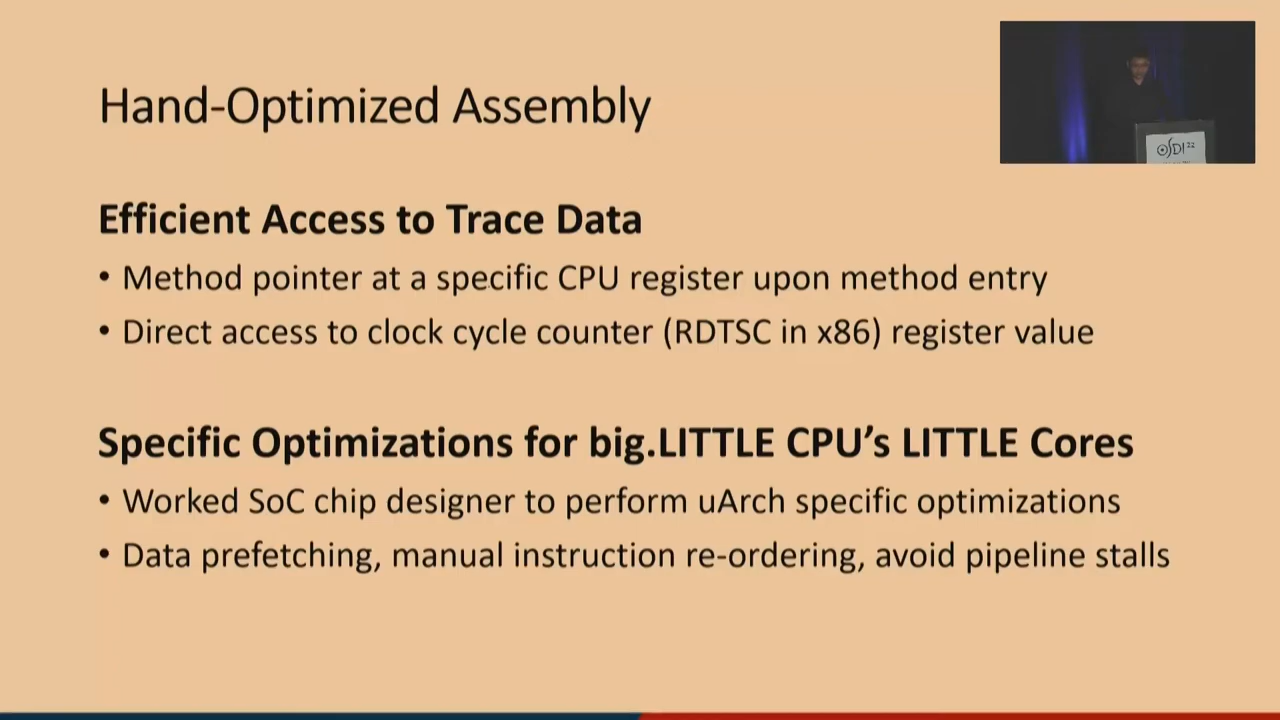 Hand-Optimized Assembly
OSDI '22
Efficient Access to Trace Data
• Method pointer at a specific CPU register upon method entry
• Direct access to clock cycle counter (RDTSC in x86) register value
Specific Optimizations for big.LITTLE CPU’s LITTLE Cores
• Worked SoC chip designer to perform uArch specific optimizations
• Data prefetching, manual instruction re-ordering, avoid pipeline stalls